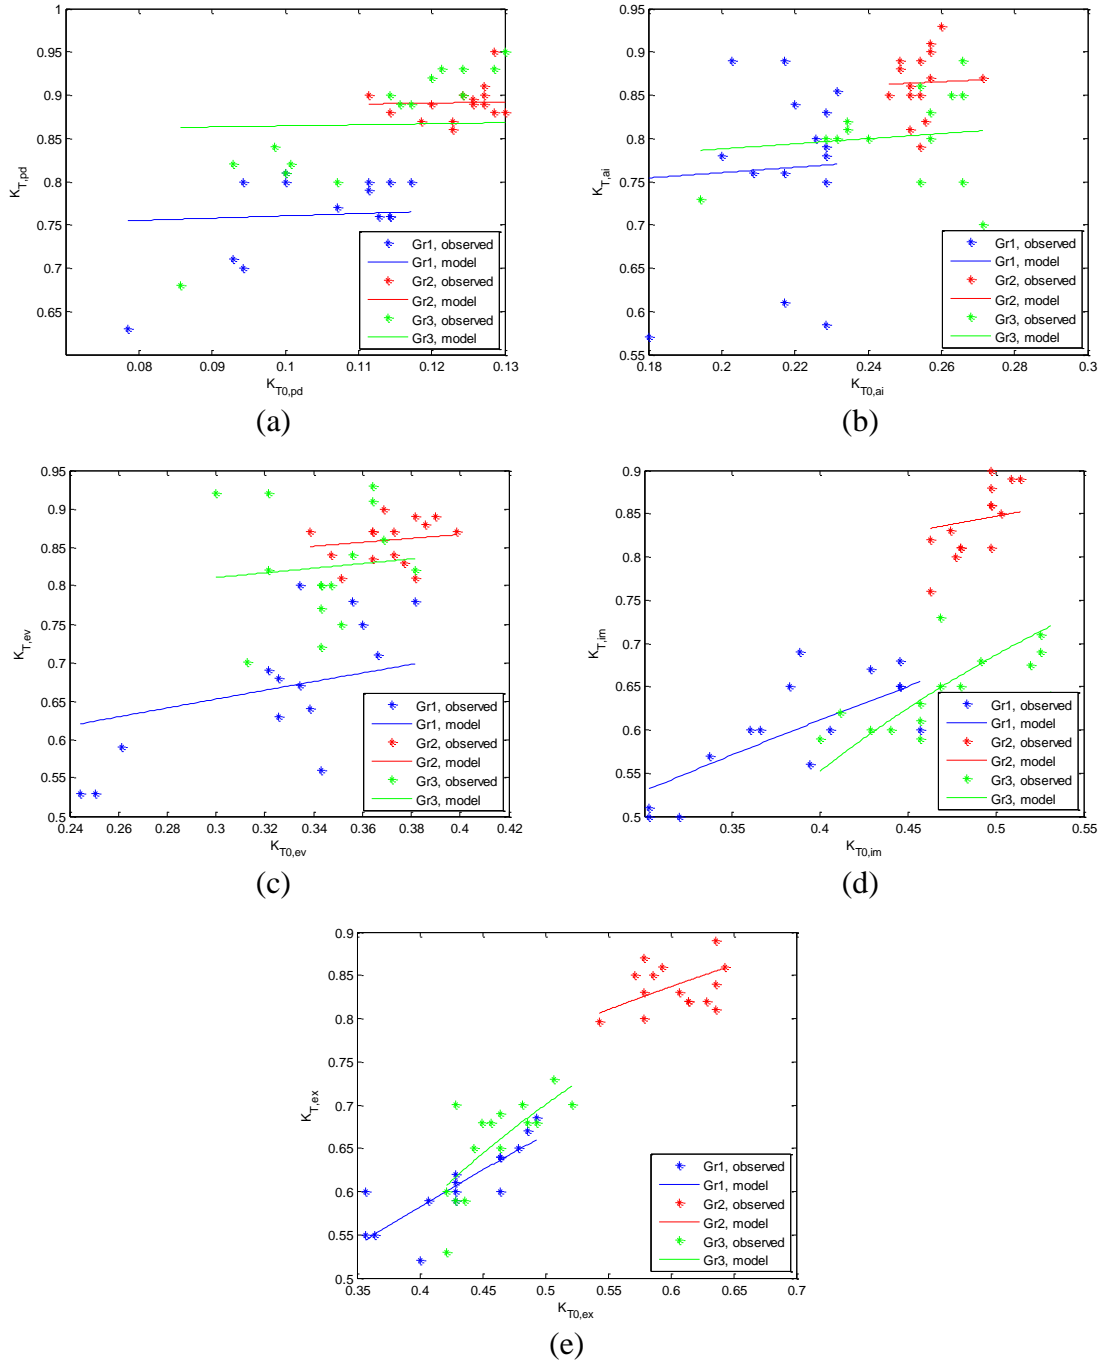 1
0.95
0.9
0.85
0.8
0.75
0.7
0.65
0.08
0.09
0.1
0.11
0.12
0.13
K_T,pd
K_T0,pd
Gr1, observed
Gr1, model
Gr2, observed
Gr2, model
Gr3, observed
Gr3, model
(a)
0.95
0.9
0.85
0.8
0.75
0.7
0.65
0.6
0.55
0.18
0.2
0.22
0.24
0.26
0.28
0.3
K_T,ai
K_T0,ai
Gr1, observed
Gr1, model
Gr2, observed
Gr2, model
Gr3, observed
Gr3, model
(b)
0.95
0.9
0.85
0.8
0.75
0.7
0.65
0.6
0.55
0.5
0.24
0.26
0.28
0.3
0.32
0.34
0.36
0.38
0.4
0.42
K_T,ev
K_T0,ev
Gr1, observed
Gr1, model
Gr2, observed
Gr2, model
Gr3, observed
Gr3, model
(c)
0.9
0.85
0.8
0.75
0.7
0.65
0.6
0.55
0.5
0.35
0.4
0.45
0.5
0.55
K_T,im
K_T0,im
Gr1, observed
Gr1, model
Gr2, observed
Gr2, model
Gr3, observed
Gr3, model
(d)
0.9
0.85
0.8
0.75
0.7
0.65
0.6
0.55
0.5
0.35
0.4
0.45
0.5
0.55
0.6
0.65
0.7
K_T,ex
K_T0,ex
Gr1, observed
Gr1, model
Gr2, observed
Gr2, model
Gr3, observed
Gr3, model
(e)